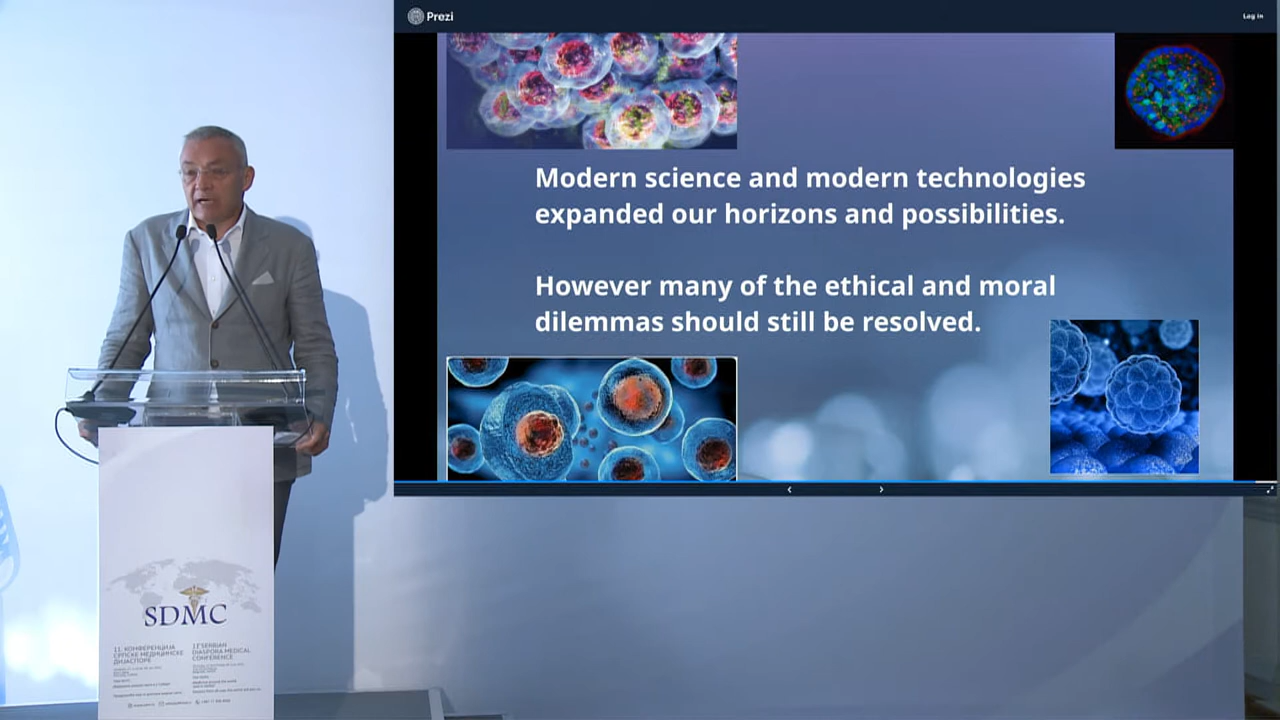 Prezi
Log in
Modern science and modern technologies
expanded our horizons and possibilities.
However many of the ethical and moral
dilemmas should still be resolved.
SDMC
11. КОНФЕРЕНЦИЈА
СРПСКЕ МЕДИЦИНСКЕ
ДИЈАСПОРЕ
SERBIAN
DIASPORA MEDICAL
CONFERENCE